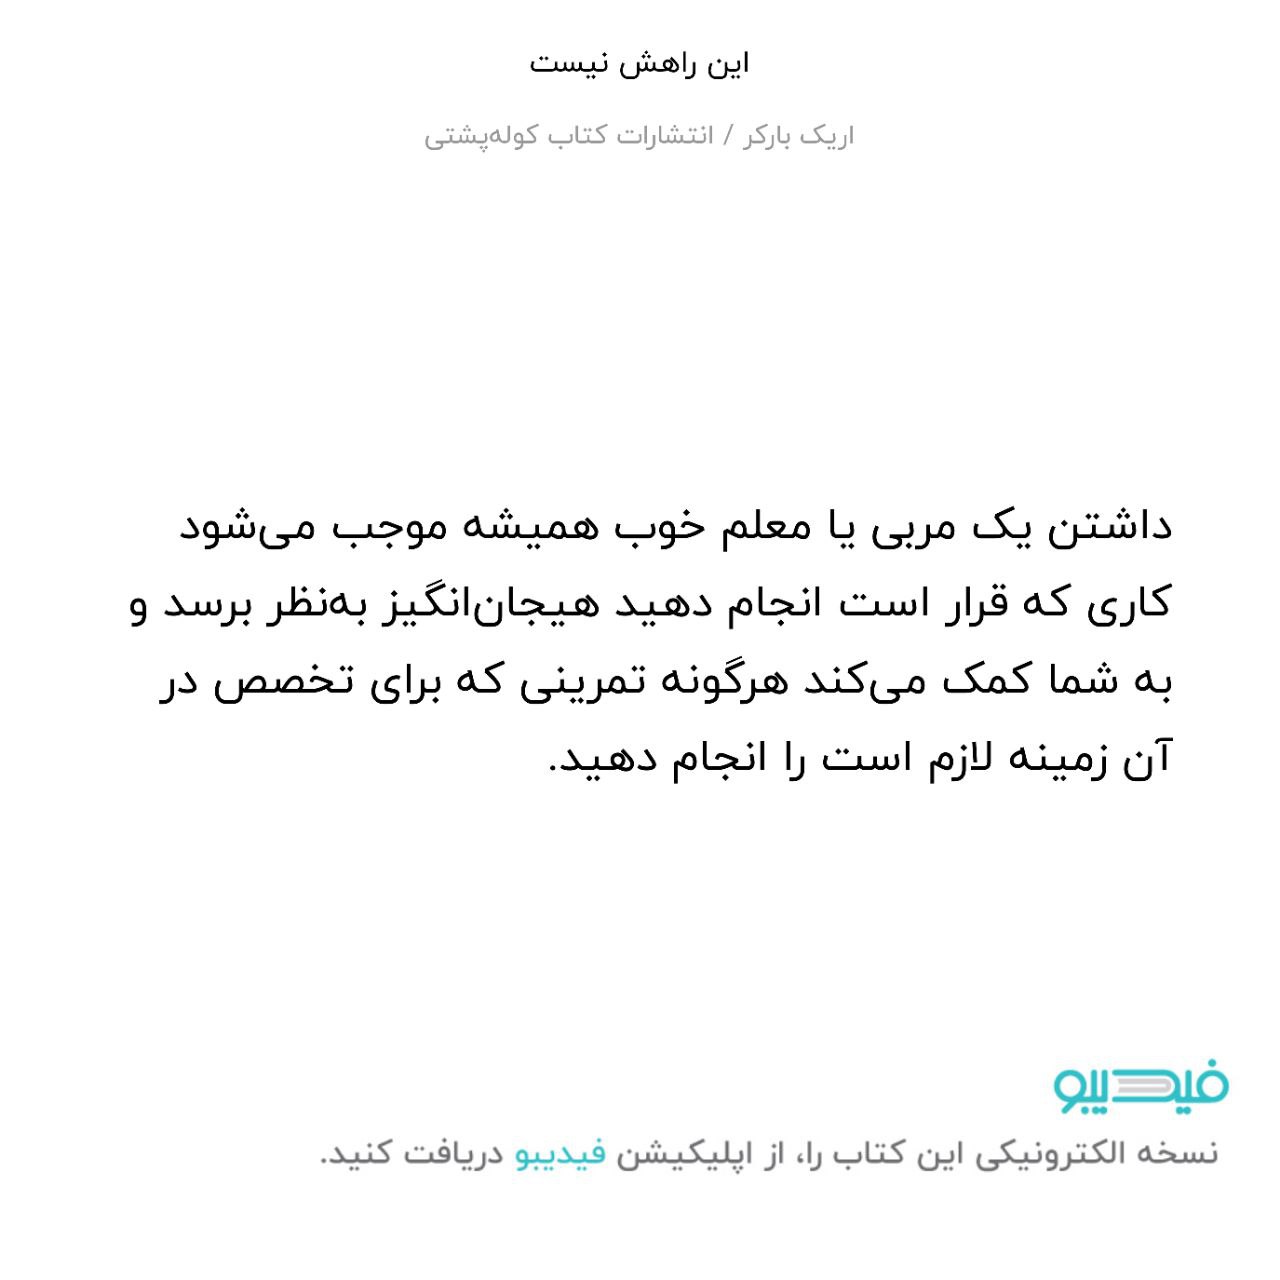 این راهش نیست
اریک بارکر / انتشارات کتاب کوله‌پشتی
داشتن یک مربی یا معلم خوب همیشه موجب می‌شود
کاری که قرار است انجام دهید هیجان‌انگیز به‌نظر برسد و
به شما کمک می‌کند هرگونه تمرینی که برای تخصص در
آن زمینه لازم است را انجام دهید.
فیدیبو
نسخه الکترونیکی این کتاب را، از اپلیکیشن فیدیبو دریافت کنید.